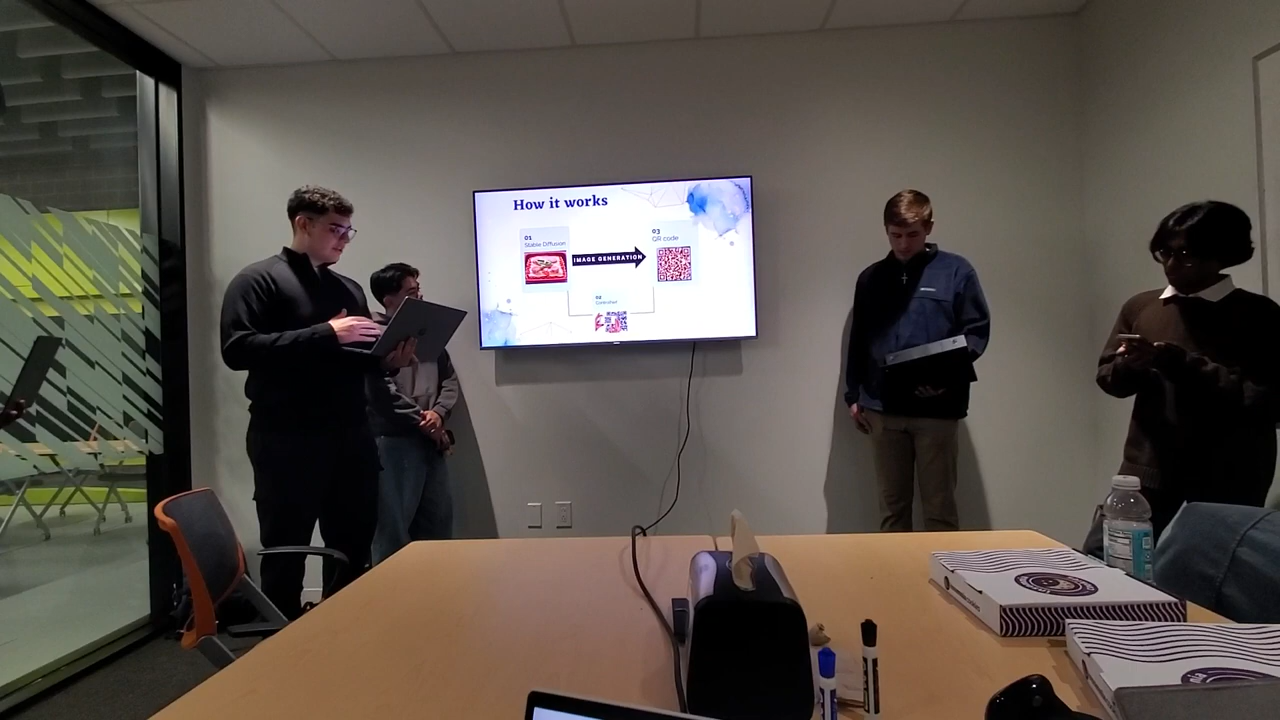 How it works
01
Stable Diffusion
IMAGE GENERATION
03
QR code
02
Controlnet